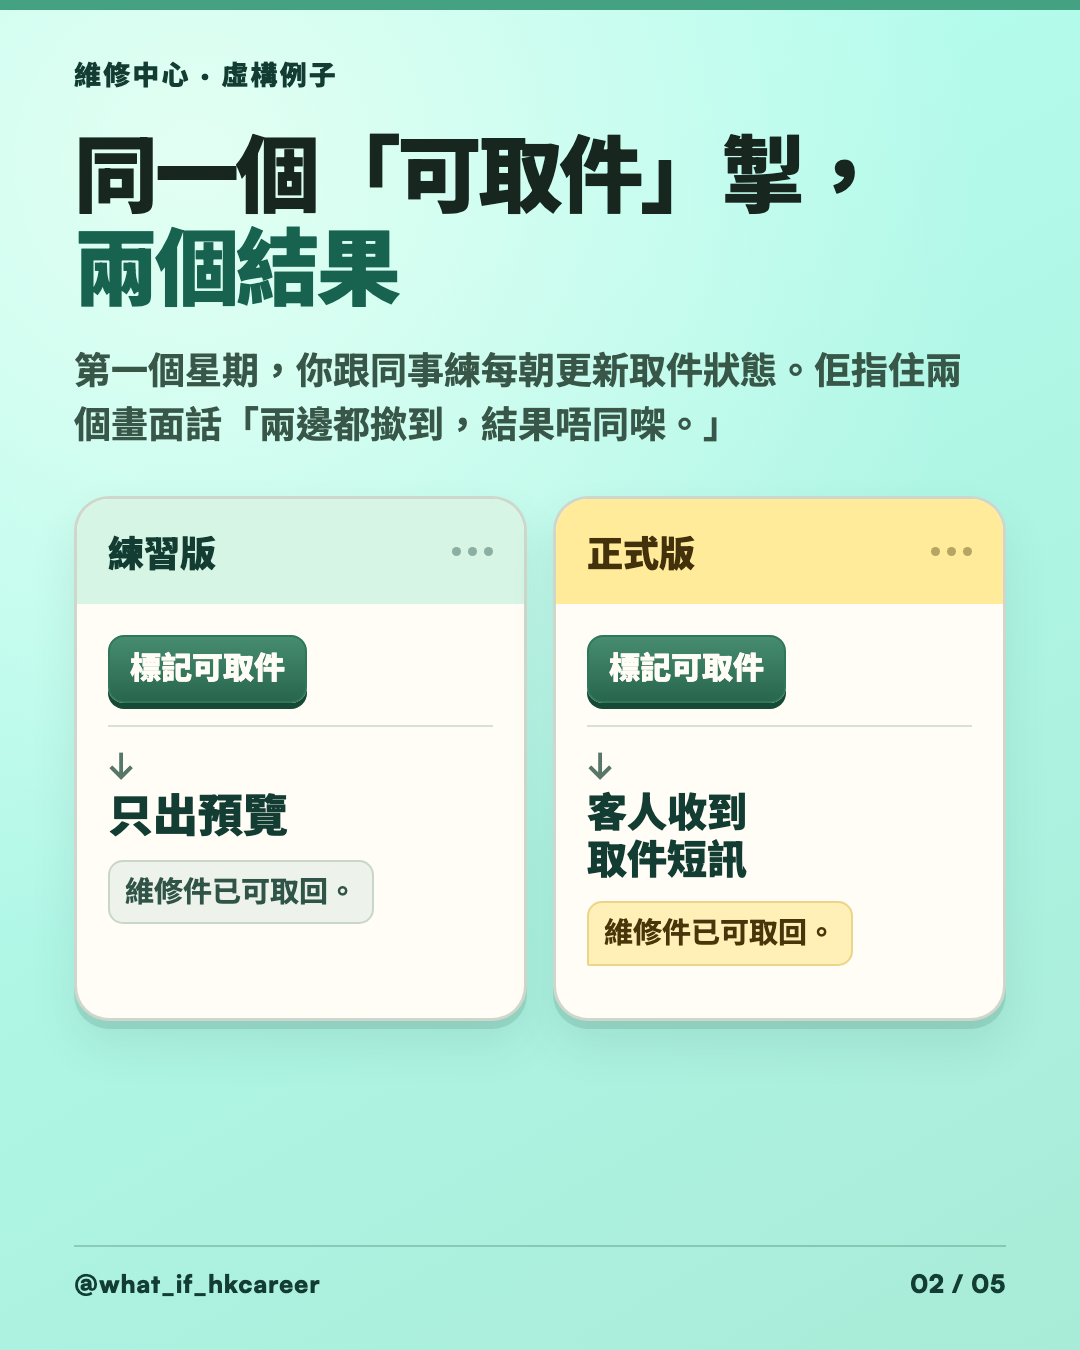 維修中心・虛構例子
同一個「可取件」掣，
兩個結果
第一個星期，你跟同事練每朝更新取件狀態。佢指住兩
個畫面話「兩邊都撳到，結果唔同㗎。」
練習版
標記可取件
↓
只出預覽
維修件已可取回。
正式版
標記可取件
↓
客人收到
取件短訊
維修件已可取回。
@what_if_hkcareer
02 / 05